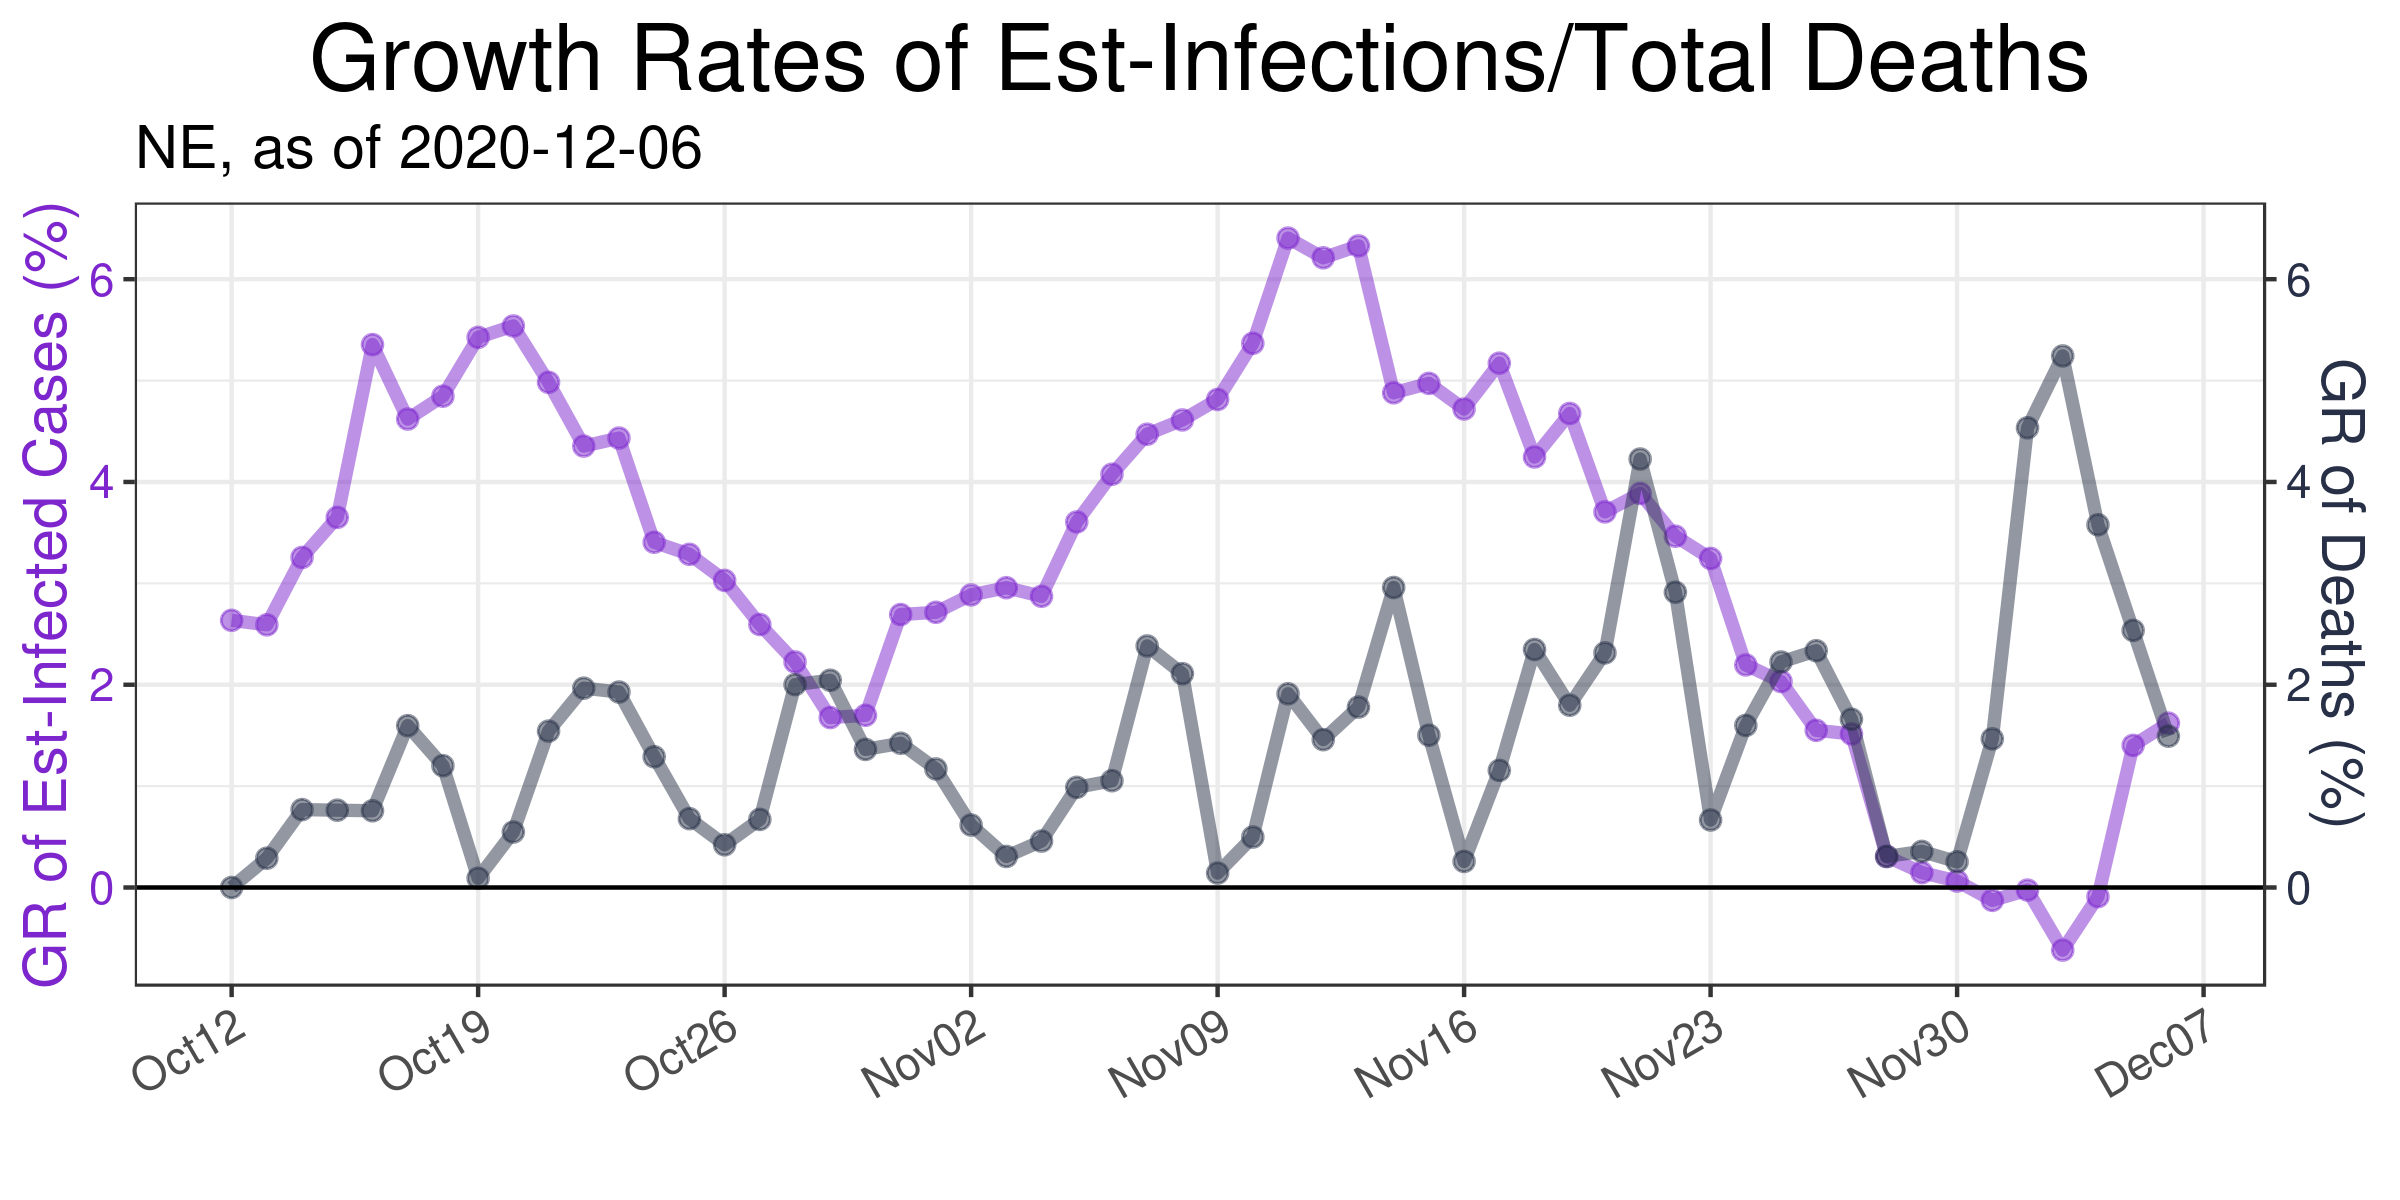 Growth Rates of Est-Infections/Total Deaths
NE, as of 2020-12-06
GR of Est-Infected Cases (%)
6
4
2
0
6
4
2
0
GR of Deaths (%)
Oct12
Oct19
Oct26
Nov02
Nov09
Nov16
Nov23
Nov30
Dec07